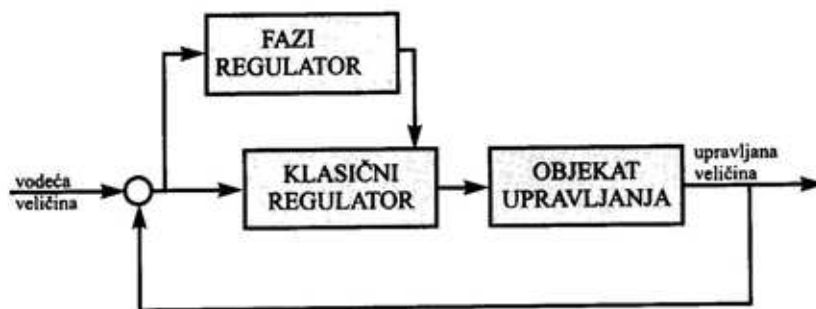 FAZI
REGULATOR
vodeća
veličina
KLASIČNI
REGULATOR
OBJEKAT
UPRAVLJANJA
upravljana
veličina